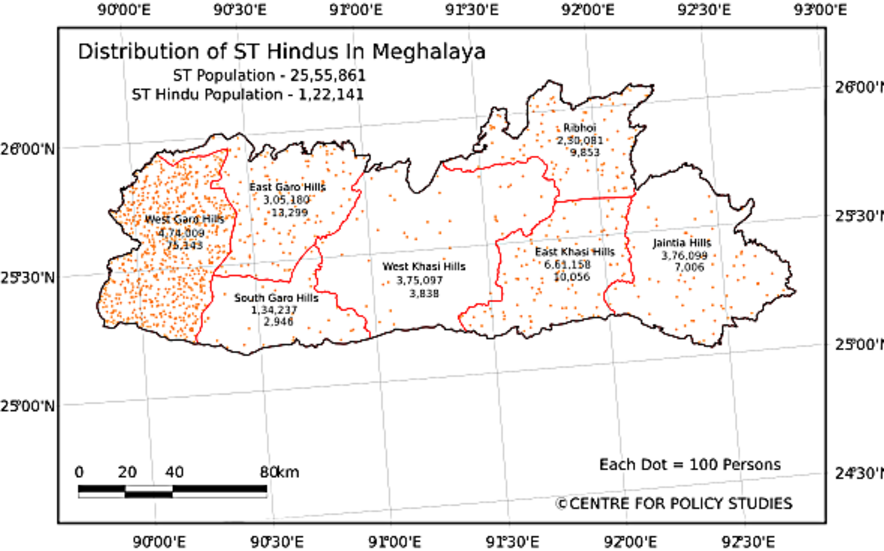 90°00'E 90°30'E 91°00'E 91°30'E 92°00'E 92°30'E 93°00'E
Distribution of ST Hindus In Meghalaya
ST Population - 25,55,861
ST Hindu Population - 1,22,141
26°00'N
26°00'N
Ribhoi
2,30,081
9,853
East Garo Hills
3,05,180
13,299
West Garo Hills
4,74,009
75,143
29°30'N
Jaintia Hills
3,76,099
7,006
East Khasi Hills
6,61,158
10,056
West Khasi Hills
3,75,097
3,838
25°30'N
South Garo Hills
1,34,237
2,946
25°00'N
25°00'N
0 20 40 80km
Each Dot = 100 Persons
24°30'N
©CENTRE FOR POLICY STUDIES
90°00'E 90°30'E 91°00'E 91°30'E 92°00'E 92°30'E